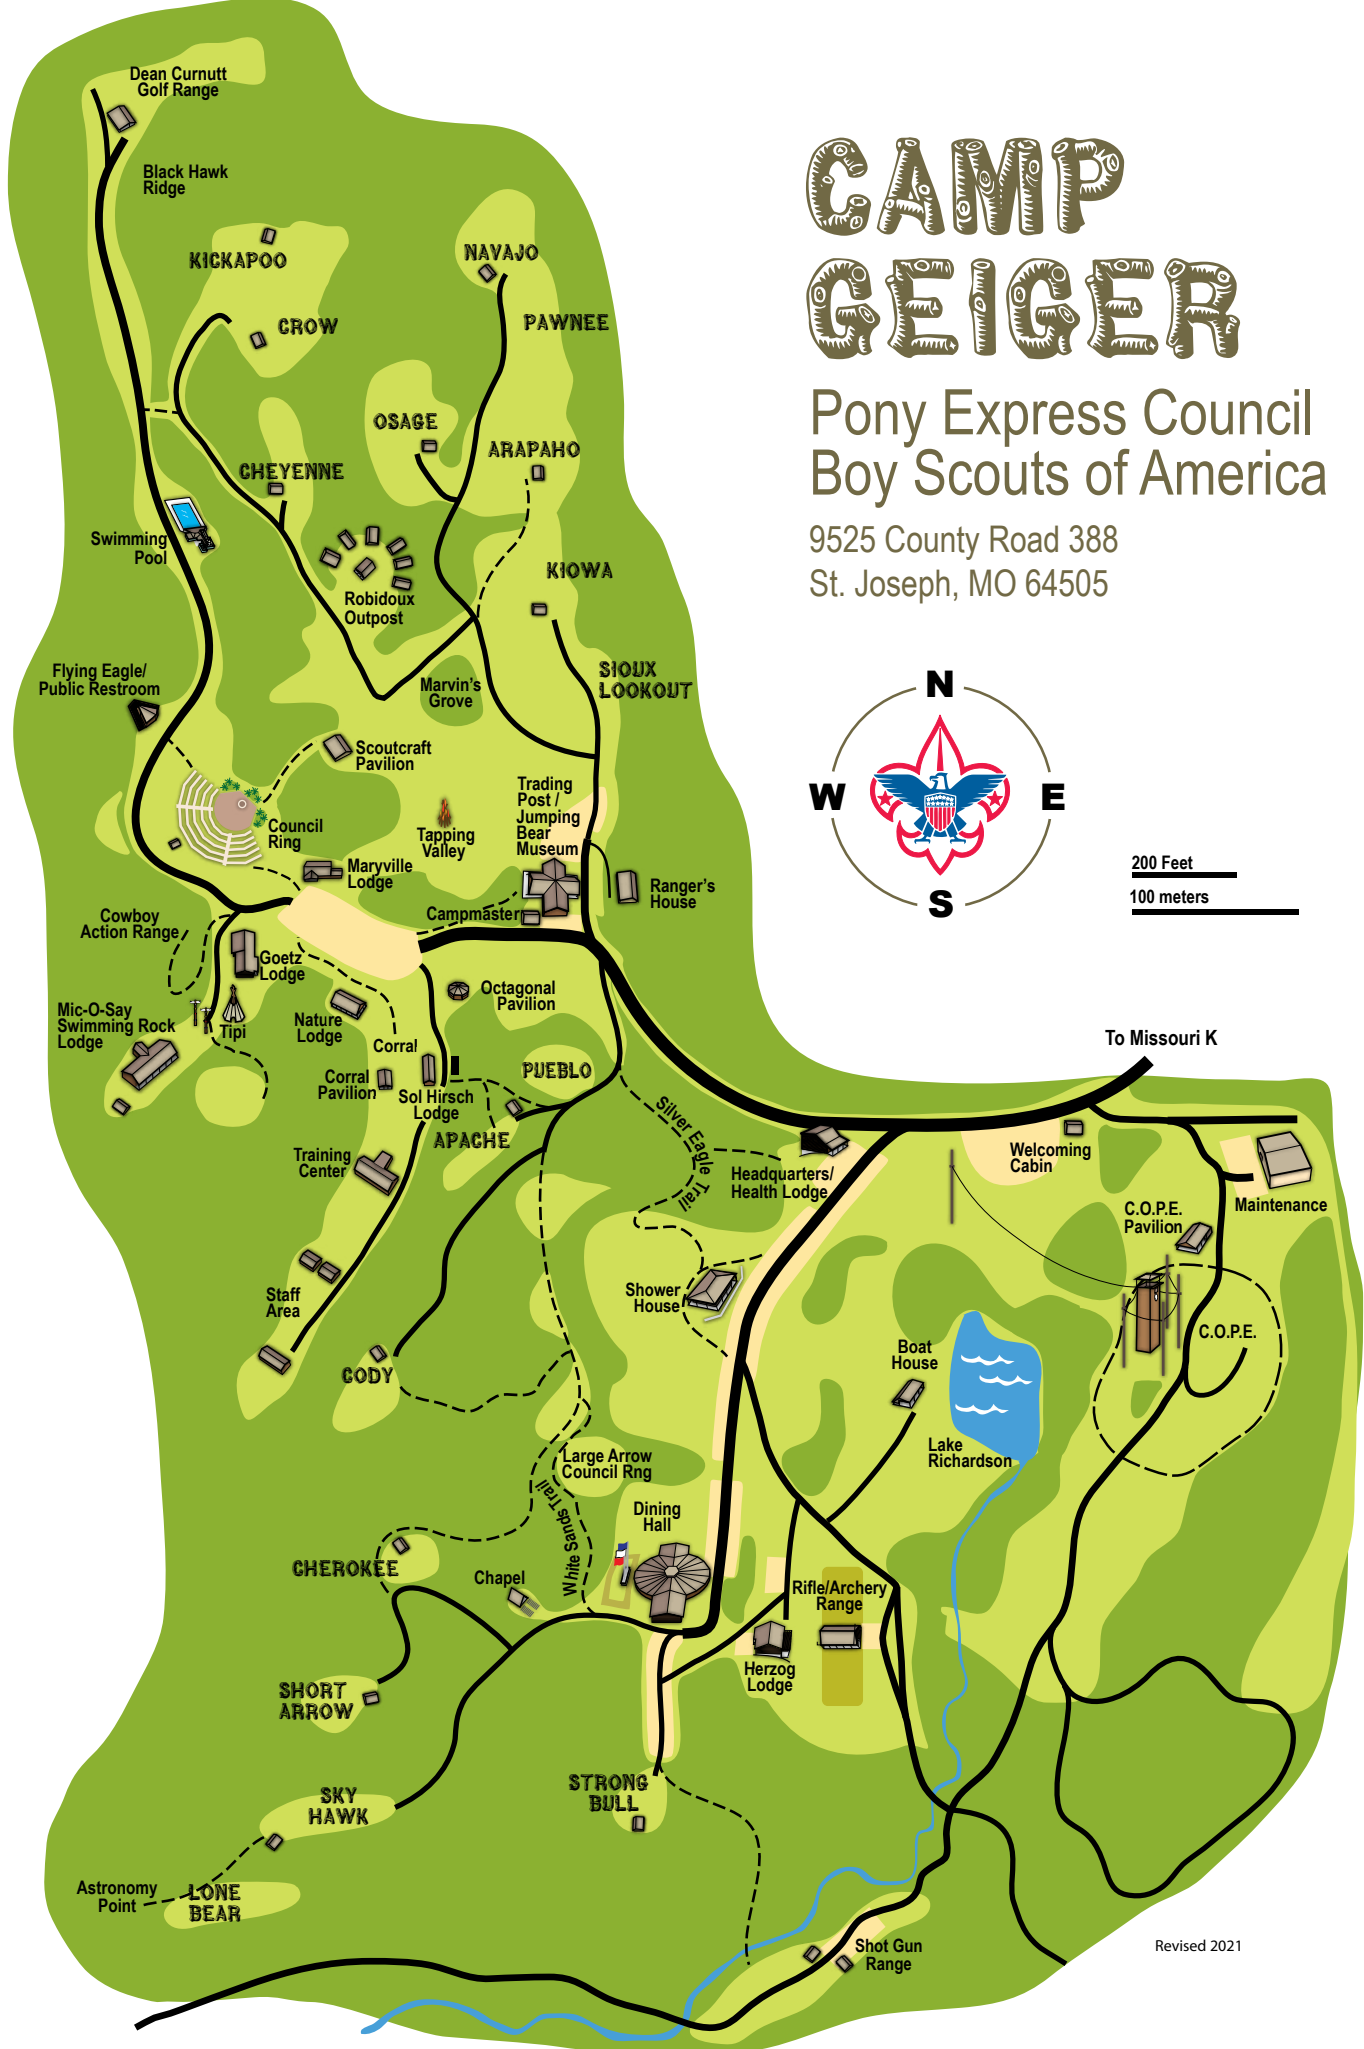 Dean Curnutt
Golf Range
Black Hawk
Ridge
KICKAPOO
NAVAJO
CROW
PAWNEE
OSAGE
ARAPAHO
CHEYENNE
Swimming
Pool
KIOWA
Robidoux
Outpost
Flying Eagle/
Public Restroom
Marvin's
Grove
SIOUX
LOOKOUT
Scoutcraft
Pavilion
Trading
Post /
Jumping
Bear
Museum
Tapping
Valley
Council
Ring
Maryville
Lodge
Ranger's
House
Campmaster
Cowboy
Action Range
Goetz
Lodge
Octagonal
Pavilion
Mic-O-Say
Swimming Rock
Lodge
Tipi
Nature
Lodge
Corral
Corral
Pavilion
Sol Hirsch
Lodge
PUEBLO
APACHE
Silver Eagle Trail
Training
Center
Headquarters/
Health Lodge
Staff
Area
Shower
House
CODY
Large Arrow
Council Rng
White Sands Trail
Dining
Hall
CHEROKEE
Chapel
SHORT
ARROW
SKY
HAWK
STRONG
BULL
Astronomy
Point
LONE
BEAR
CAMP
GEIGER
Pony Express Council
Boy Scouts of America
9525 County Road 388
St. Joseph, MO 64505
N
W
E
S
200 Feet
100 meters
To Missouri K
Welcoming
Cabin
Maintenance
C.O.P.E.
Pavilion
C.O.P.E.
Boat
House
Lake
Richardson
Rifle/Archery
Range
Herzog
Lodge
Shot Gun
Range
Revised 2021